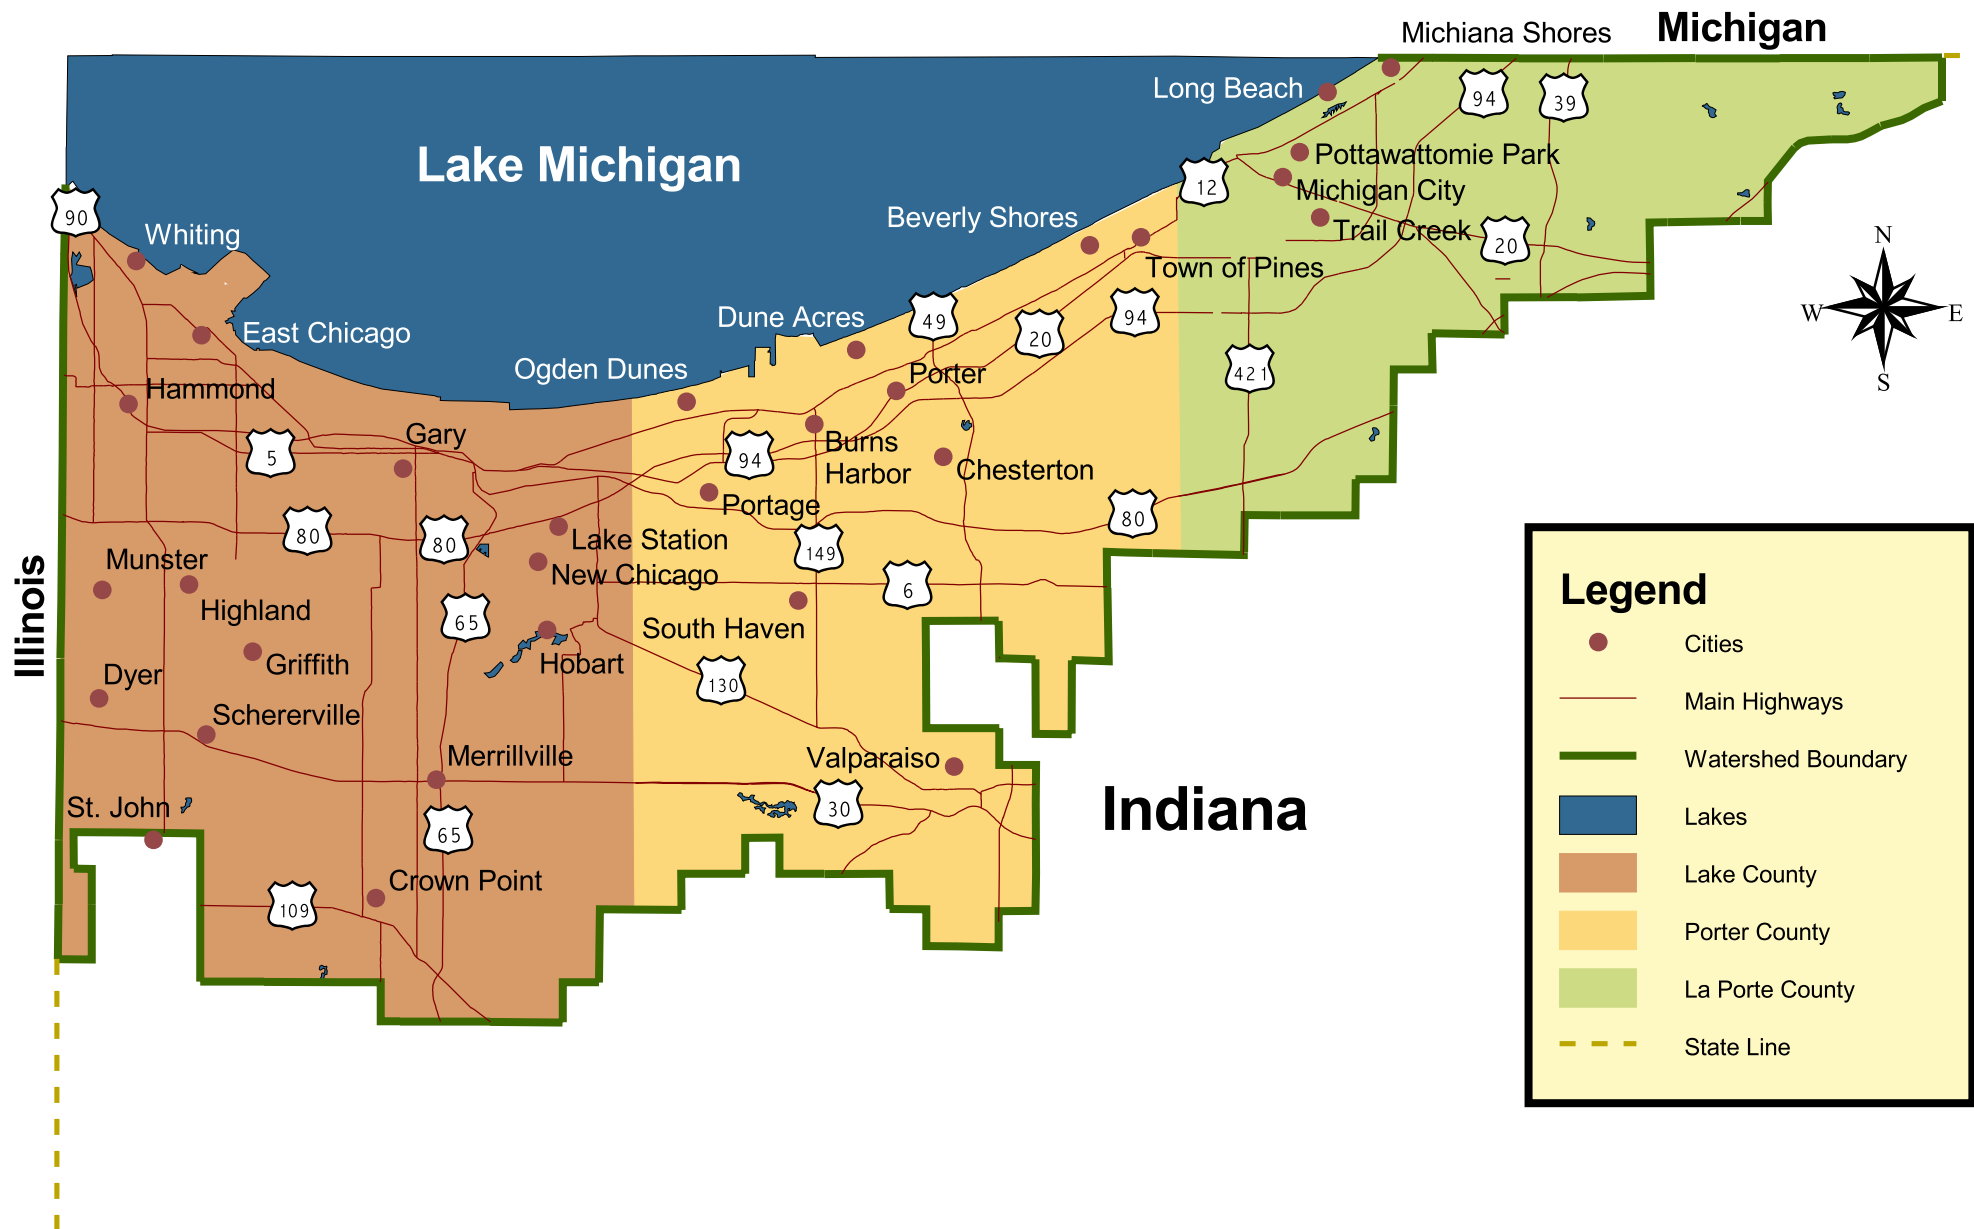 Michigan
Michiana Shores
Long Beach
94
39
Lake Michigan
Pottawattomie Park
12
Michigan City
90
Beverly Shores
Trail Creek
Whiting
20
N
Town of Pines
W
E
S
Dune Acres
49
94
East Chicago
20
Ogden Dunes
421
Porter
Hammond
Gary
Burns
Harbor
5
94
Chesterton
Portage
80
80
80
Lake Station
149
Munster
New Chicago
6
Illinois
Highland
65
South Haven
Griffith
Hobart
Dyer
130
Schererville
Merrillville
Valparaiso
St. John
30
Indiana
65
Crown Point
109
Legend
Cities
Main Highways
Watershed Boundary
Lakes
Lake County
Porter County
La Porte County
State Line